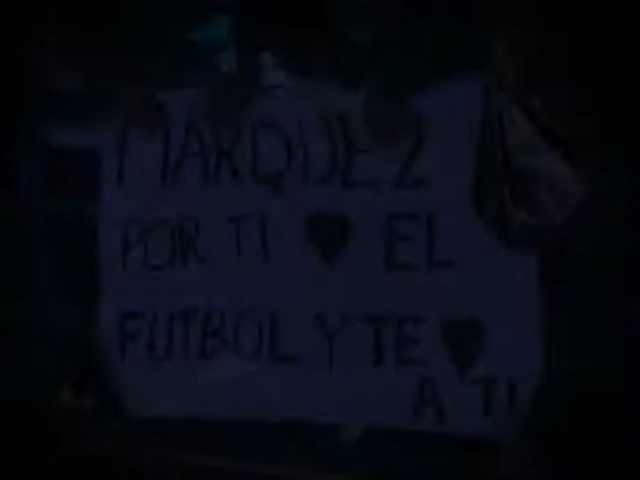 MARQUEZ
POR TI ♥ EL
FUTBOL Y TE ♥
A TI